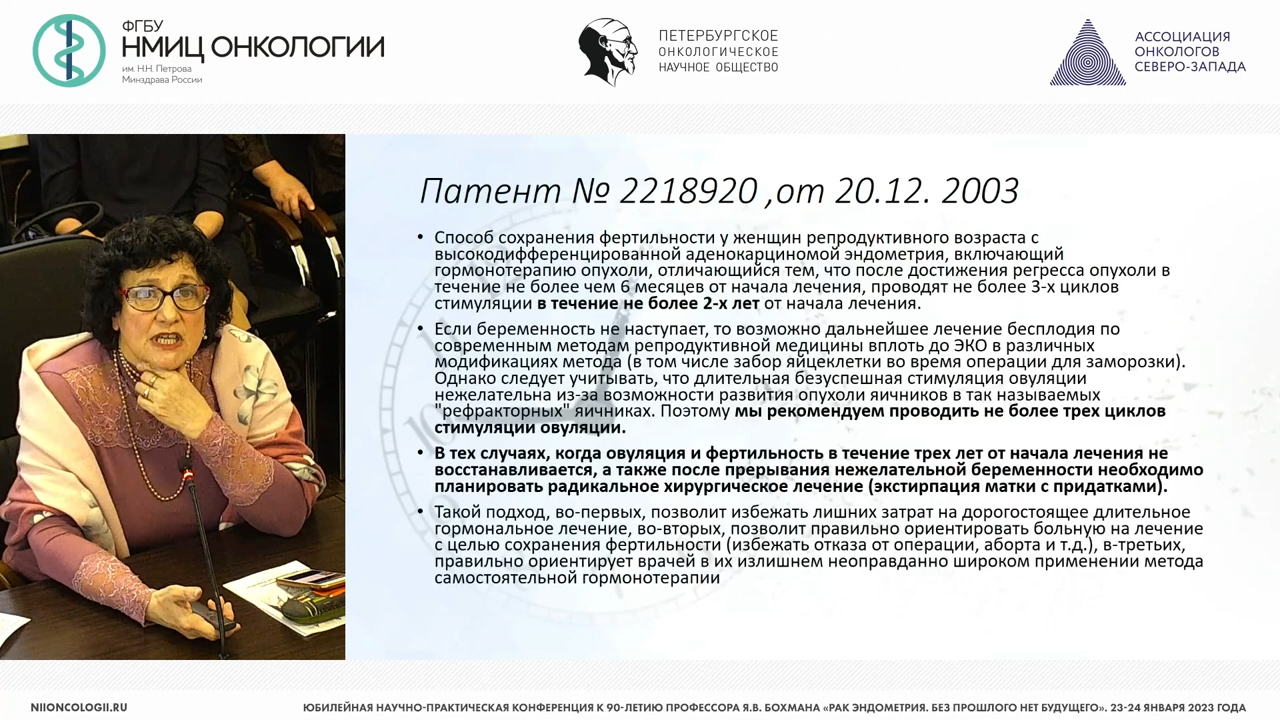 ФГБУ
НМИЦ ОНКОЛОГИИ
им. Н.Н. Петрова
Минздрава России
ПЕТЕРБУРГСКОЕ
ОНКОЛОГИЧЕСКОЕ
НАУЧНОЕ ОБЩЕСТВО
АССОЦИАЦИЯ
ОНКОЛОГОВ
СЕВЕРО-ЗАПАДА
Патент № 2218920 ,от 20.12. 2003
• Способ сохранения фертильности у женщин репродуктивного возраста с
высокодифференцированной аденокарциномой эндометрия, включающий
гормонотерапию опухоли, отличающийся тем, что после достижения регресса опухоли в
течение не более чем 6 месяцев от начала лечения, проводят не более 3-х циклов
стимуляции в течение не более 2-х лет от начала лечения.
• Если беременность не наступает, то возможно дальнейшее лечение бесплодия по
современным методам репродуктивной медицины вплоть до ЭКО в различных
модификациях метода (в том числе забор яйцеклетки во время операции для заморозки).
Однако следует учитывать, что длительная безуспешная стимуляция овуляции
нежелательна из-за возможности развития опухоли яичников в так называемых
"рефракторных" яичниках. Поэтому мы рекомендуем проводить не более трех циклов
стимуляции овуляции.
• В тех случаях, когда овуляция и фертильность в течение трех лет от начала лечения не
восстанавливается, а также после прерывания нежелательной беременности необходимо
планировать радикальное хирургическое лечение (экстирпация матки с придатками).
• Такой подход, во-первых, позволит избежать лишних затрат на дорогостоящее длительное
гормональное лечение, во-вторых, позволит правильно ориентировать больную на лечение
с целью сохранения фертильности (избежать отказа от операции, аборта и т.д.), в-третьих,
правильно ориентирует врачей в их излишнем неоправданно широком применении метода
самостоятельной гормонотерапии
NIIONCOLOGII.RU
ЮБИЛЕЙНАЯ НАУЧНО-ПРАКТИЧЕСКАЯ КОНФЕРЕНЦИЯ К 90-ЛЕТИЮ ПРОФЕССОРА Я.В. БОХМАНА «РАК ЭНДОМЕТРИЯ. БЕЗ ПРОШЛОГО НЕТ БУДУЩЕГО». 23-24 ЯНВАРЯ 2023 ГОДА